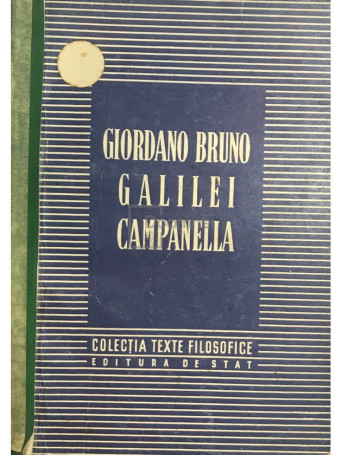 GIORDANO BRUNO
GALILEI
CAMPANELLA
COLECȚIA TEXTE FILOSOFICE
EDITURA DE STAT